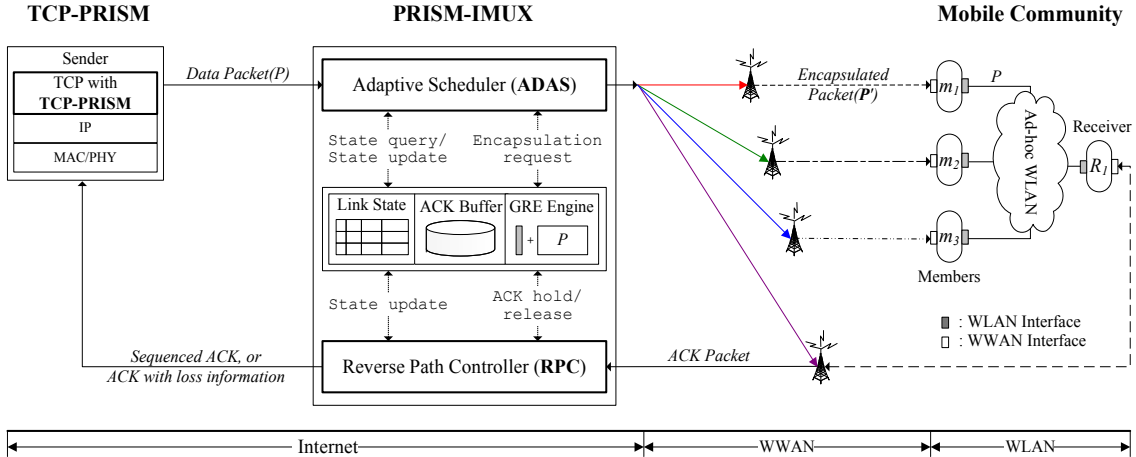 TCP-PRISM
PRISM-IMUX
Mobile Community
Sender
TCP with
TCP-PRISM
IP
MAC/PHY
Data Packet(P)
Adaptive Scheduler (ADAS)
Encapsulated
Packet(P')
m1
P
Ad-hoc WLAN
Receiver
R1
m2
m3
Members
State query/
State update
Encapsulation
request
Link State
ACK Buffer
GRE Engine
+
P
State update
ACK hold/
release
: WLAN Interface
: WWAN Interface
Sequenced ACK, or
ACK with loss information
Reverse Path Controller (RPC)
ACK Packet
Internet
WWAN
WLAN